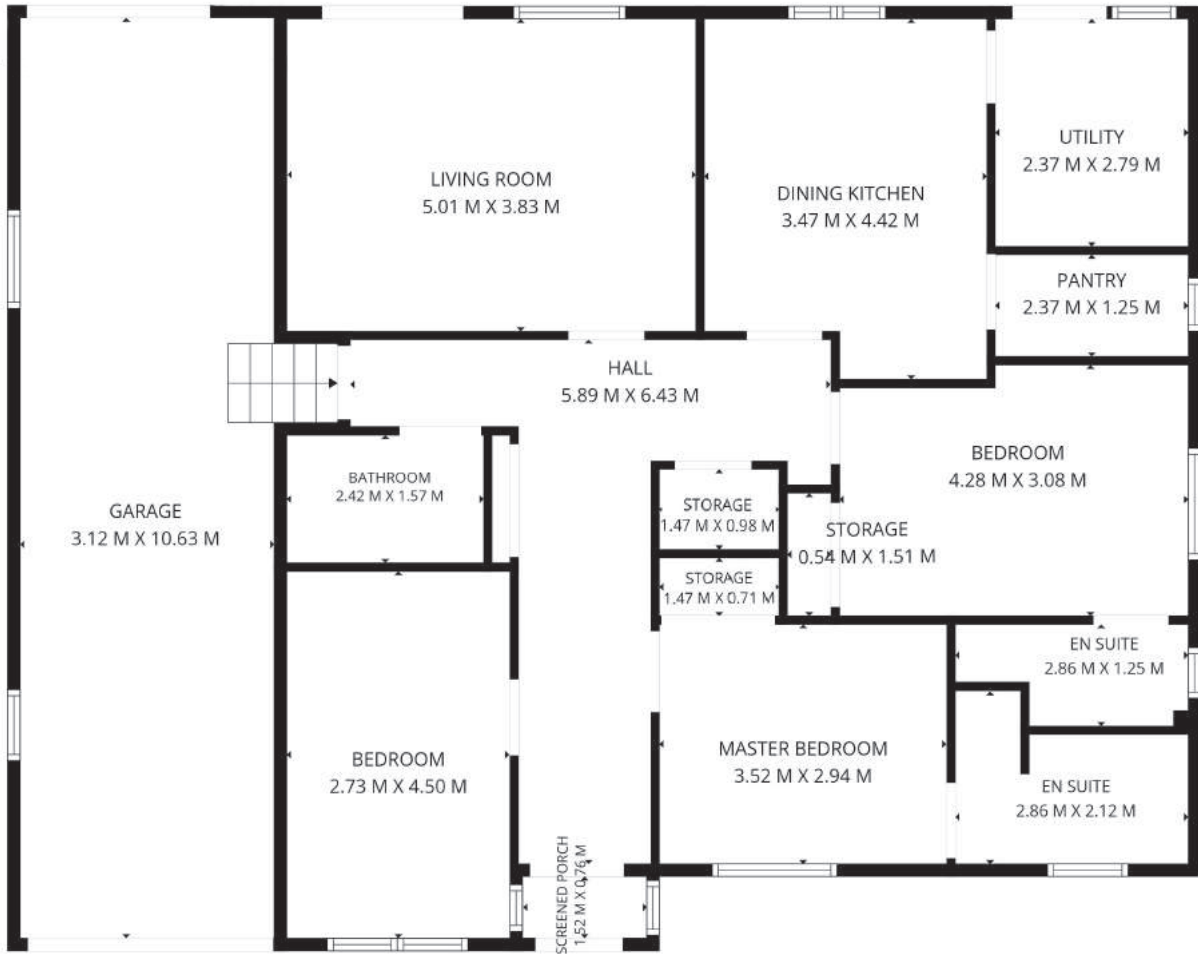 LIVING ROOM
5.01 M X 3.83 M
DINING KITCHEN
3.47 M X 4.42 M
UTILITY
2.37 M X 2.79 M
PANTRY
2.37 M X 1.25 M
HALL
5.89 M X 6.43 M
BATHROOM
2.42 M X 1.57 M
GARAGE
3.12 M X 10.63 M
STORAGE
1.47 M X 0.98 M
STORAGE
1.47 M X 0.71 M
STORAGE
0.54 M X 1.51 M
BEDROOM
4.28 M X 3.08 M
EN SUITE
2.86 M X 1.25 M
BEDROOM
2.73 M X 4.50 M
MASTER BEDROOM
3.52 M X 2.94 M
EN SUITE
2.86 M X 2.12 M
SCREENED PORCH
1.52 M X 0.76 M